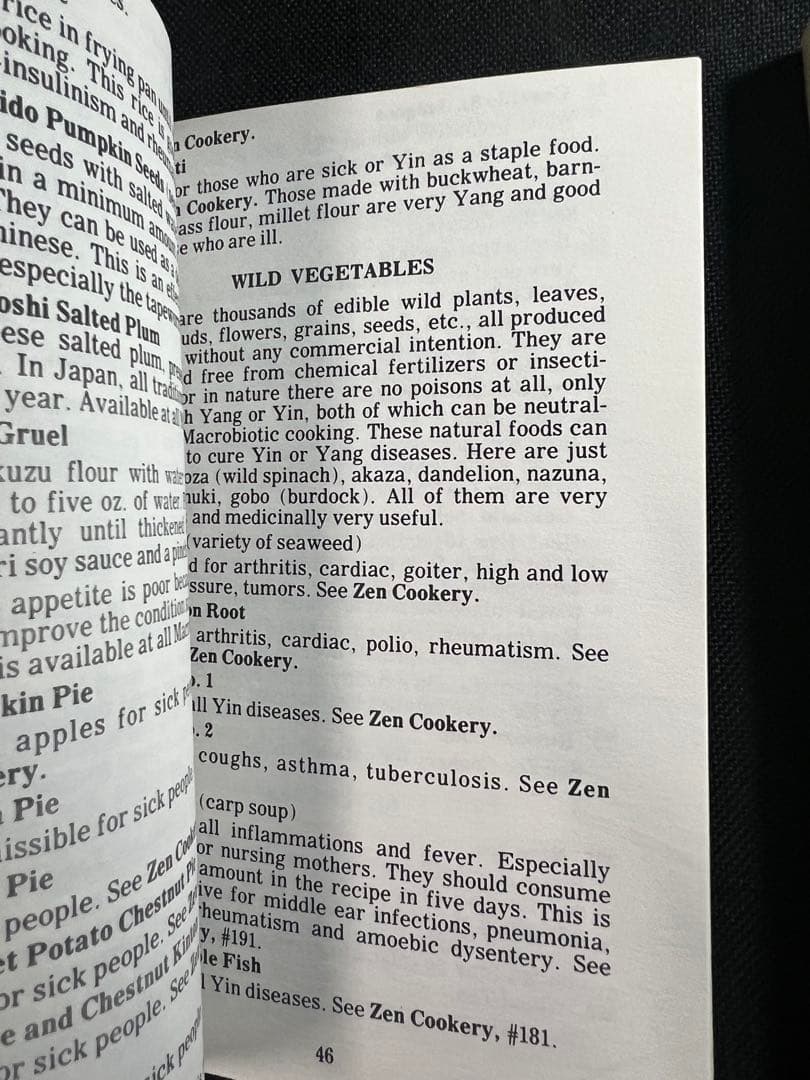 rice in frying pan
oking. This rice is
-insulinism and
ido Pumpkin Seeds
seeds with salted
in a minimum
They can be used as a
hinese. This is an
especially the
oshi Salted Plum
ese salted plum,
. In Japan, all
year. Available at
Gruel
kuzu flour with
to five oz. of water
antly until thickened
ri soy sauce and a
appetite is poor
mprove the condition
is available at all
kin Pie
apples for sick
ery.
Pie
issible for sick people
Pie
people. See Zen
et Potato Chestnut
or sick people. See
e and Chestnut
or sick people. See
sick people
n Cookery.
ti
or those who are sick or Yin as a staple food.
n Cookery. Those made with buckwheat, barn-
ass flour, millet flour are very Yang and good
e who are ill.
WILD VEGETABLES
are thousands of edible wild plants, leaves,
uds, flowers, grains, seeds, etc., all produced
without any commercial intention. They are
d free from chemical fertilizers or insecti-
or in nature there are no poisons at all, only
h Yang or Yin, both of which can be neutral-
Macrobiotic cooking. These natural foods can
to cure Yin or Yang diseases. Here are just
oza (wild spinach), akaza, dandelion, nazuna,
nuki, gobo (burdock). All of them are very
and medicinally very useful.
(variety of seaweed)
d for arthritis, cardiac, goiter, high and low
ssure, tumors. See Zen Cookery.
on Root
arthritis, cardiac, polio, rheumatism. See
Zen Cookery.
. 1
all Yin diseases. See Zen Cookery.
. 2
coughs, asthma, tuberculosis. See Zen
(carp soup)
all inflammations and fever. Especially
or nursing mothers. They should consume
amount in the recipe in five days. This is
ive for middle ear infections, pneumonia,
rheumatism and amoebic dysentery. See
y, #191.
le Fish
l Yin diseases. See Zen Cookery, #181.
46